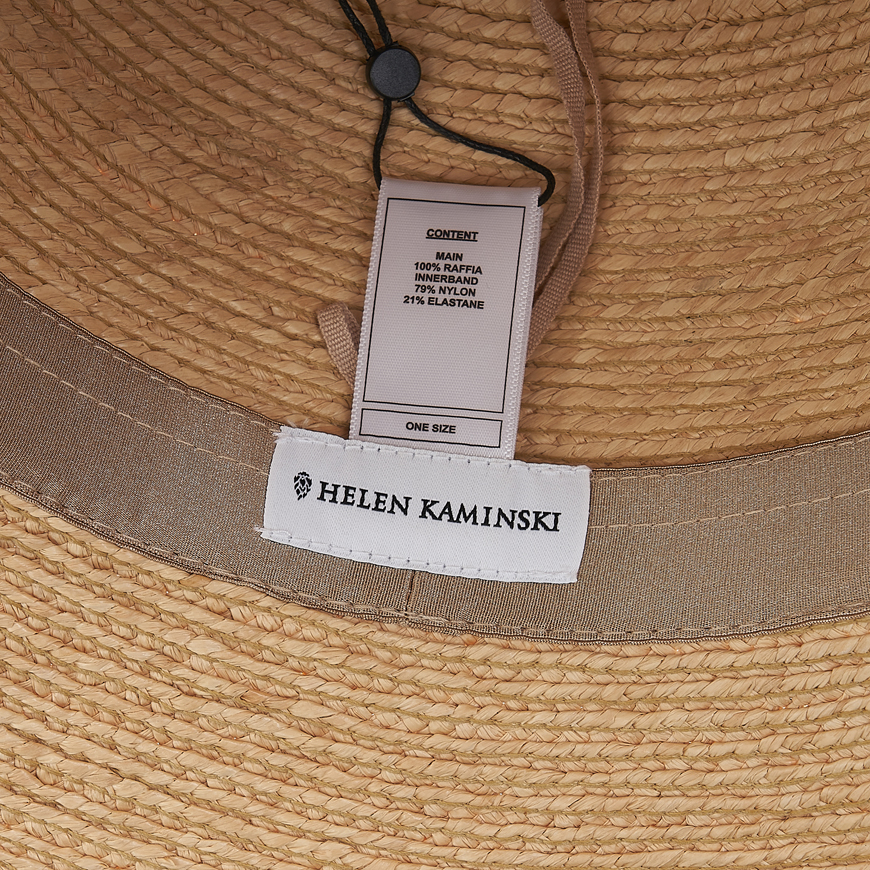 CONTENT
MAIN
100% RAFFIA
INNERBAND
79% NYLON
21% ELASTANE
ONE SIZE
HELEN KAMINSKI